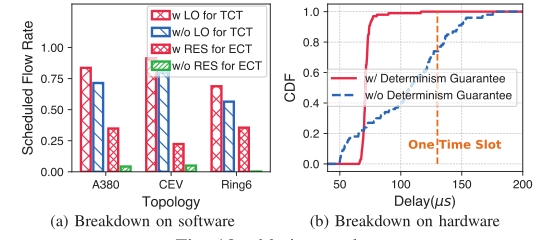 Scheduled Flow Rate
1.00
0.75
0.50
0.25
0.00
w LO for TCT
w/o LO for TCT
w RES for ECT
w/o RES for ECT
A380
CEV
Ring6
Topology
(a) Breakdown on software
CDF
1.0
0.8
0.6
0.4
0.2
0.0
w/ Determinism Guarantee
w/o Determinism Guarantee
One Time Slot
50
100
150
200
Delay(μs)
(b) Breakdown on hardware